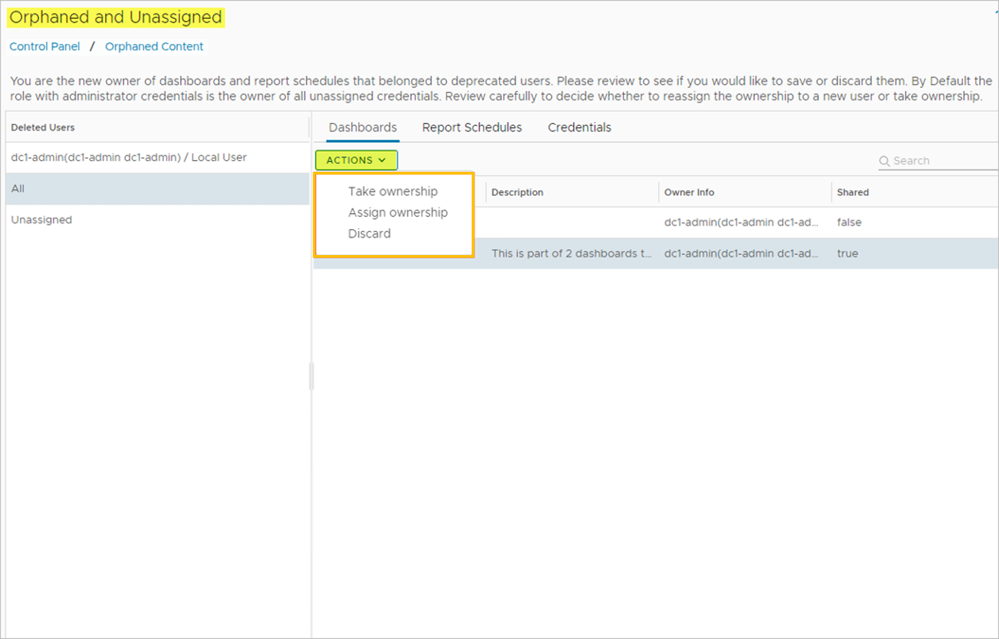 Orphaned and Unassigned
Control Panel / Orphaned Content
You are the new owner of dashboards and report schedules that belonged to deprecated users. Please review to see if you would like to save or discard them. By Default the
role with administrator credentials is the owner of all unassigned credentials. Review carefully to decide whether to reassign the ownership to a new user or take ownership.
Deleted Users
Dashboards Report Schedules Credentials
dc1-admin(dc1-admin dc1-admin) / Local User
ACTIONS
Search
All
Take ownership
Assign ownership
Discard
Description Owner Info Shared
Unassigned
dc1-admin(dc1-admin dc1-ad... false
This is part of 2 dashboards t... dc1-admin(dc1-admin dc1-ad... true